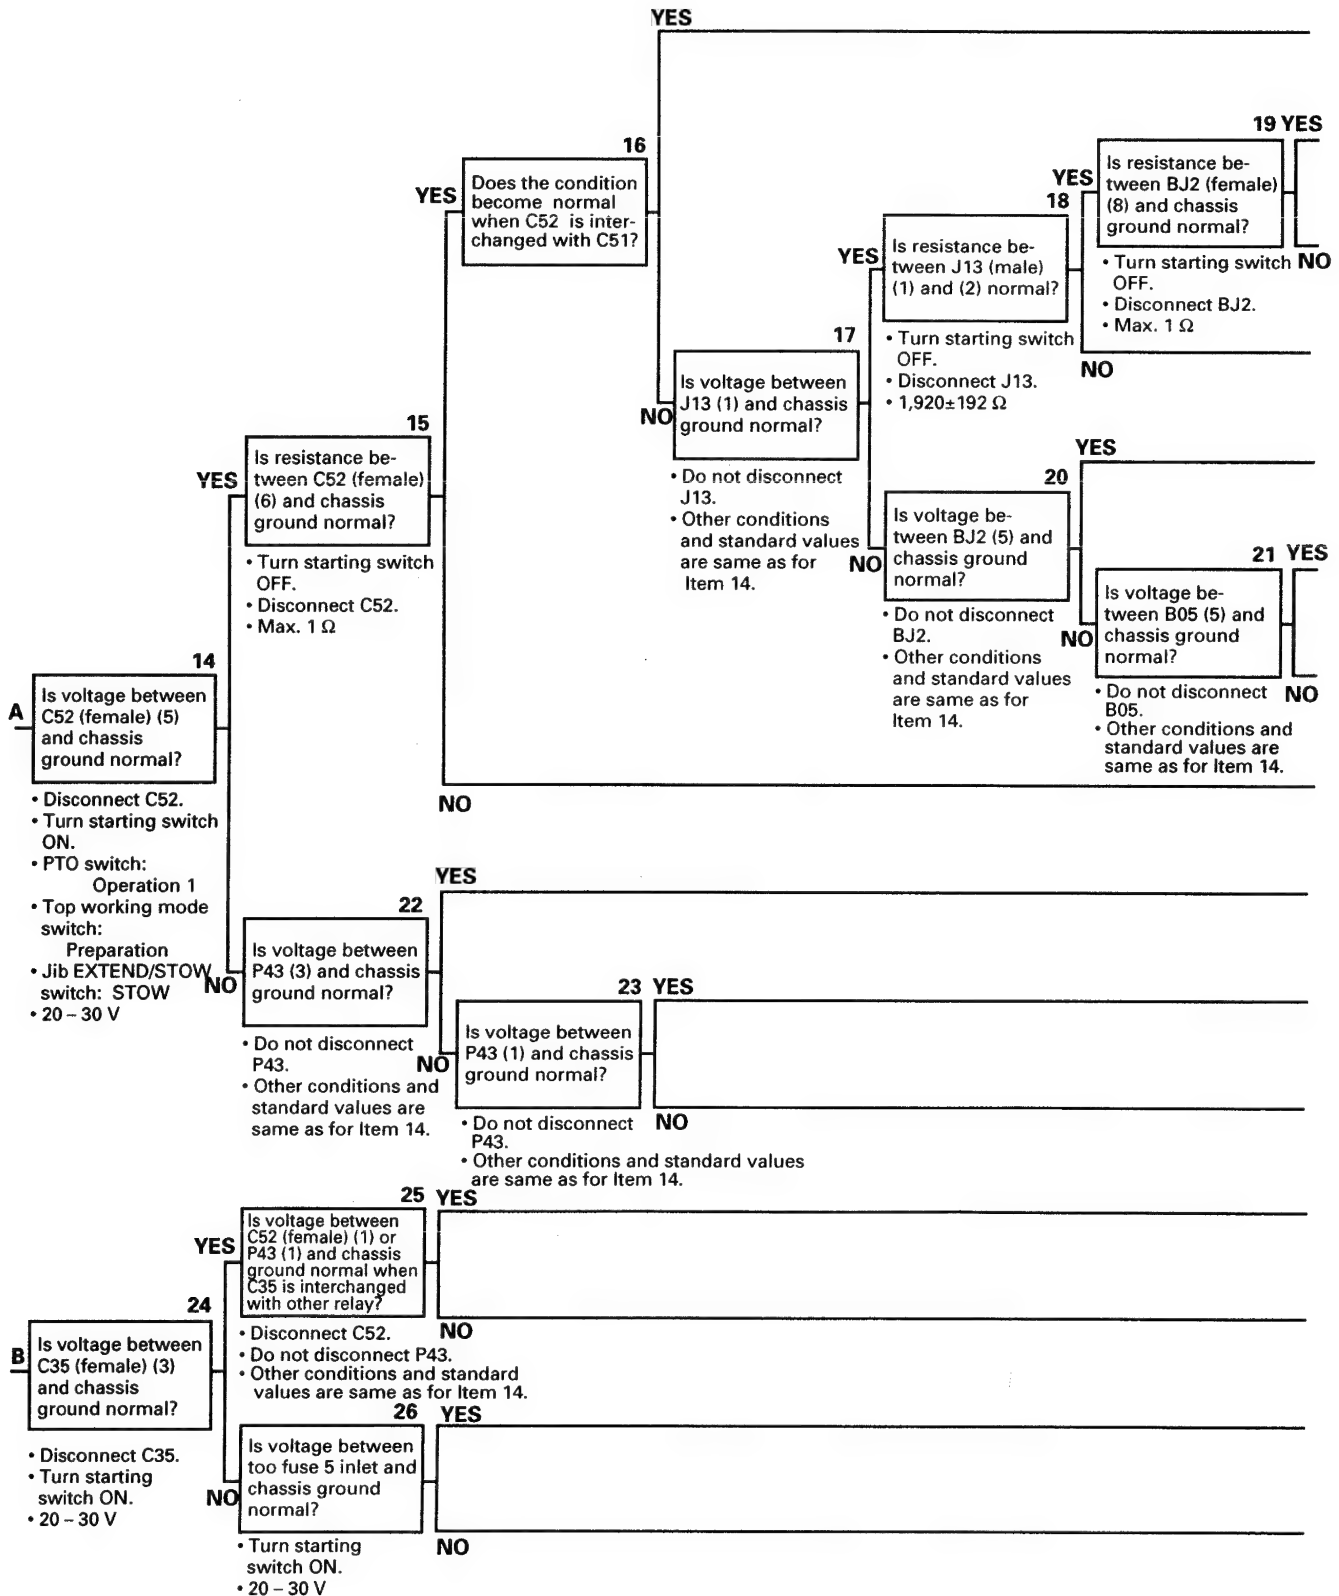 YES
19 YES
Is resistance be-
tween BJ2 (female)
(8) and chassis
ground normal?
• Turn starting switch
OFF.
• Disconnect BJ2.
• Max. 1 Ω
NO
16
YES
Does the condition
become normal
when C52 is inter-
changed with C51?
YES
18
YES
Is resistance be-
tween J13 (male)
(1) and (2) normal?
• Turn starting switch
OFF.
• Disconnect J13.
• 1,920±192 Ω
NO
17
NO
Is voltage between
J13 (1) and chassis
ground normal?
• Do not disconnect
J13.
• Other conditions
and standard values
are same as for
Item 14.
15
YES
Is resistance be-
tween C52 (female)
(6) and chassis
ground normal?
• Turn starting switch
OFF.
• Disconnect C52.
• Max. 1 Ω
YES
20
NO
Is voltage be-
tween BJ2 (5) and
chassis ground
normal?
• Do not disconnect
BJ2.
• Other conditions
and standard values
are same as for
Item 14.
21 YES
NO
Is voltage be-
tween B05 (5) and
chassis ground
normal?
• Do not disconnect
B05.
• Other conditions and
standard values are
same as for Item 14.
NO
14
A
Is voltage between
C52 (female) (5)
and chassis
ground normal?
• Disconnect C52.
• Turn starting switch
ON.
• PTO switch:
Operation 1
• Top working mode
switch:
Preparation
• Jib EXTEND/STOW
switch: STOW
• 20 – 30 V
NO
YES
22
NO
Is voltage between
P43 (3) and chassis
ground normal?
• Do not disconnect
P43.
• Other conditions and
standard values are
same as for Item 14.
23 YES
NO
Is voltage between
P43 (1) and chassis
ground normal?
• Do not disconnect
P43.
• Other conditions and standard values
are same as for Item 14.
NO
25 YES
YES
Is voltage between
C52 (female) (1) or
P43 (1) and chassis
ground normal when
C35 is interchanged
with other relay?
• Disconnect C52.
• Do not disconnect P43.
• Other conditions and standard
values are same as for Item 14.
NO
24
B
Is voltage between
C35 (female) (3)
and chassis
ground normal?
• Disconnect C35.
• Turn starting
switch ON.
• 20 – 30 V
26 YES
NO
Is voltage between
too fuse 5 inlet and
chassis ground
normal?
• Turn starting
switch ON.
• 20 – 30 V
NO